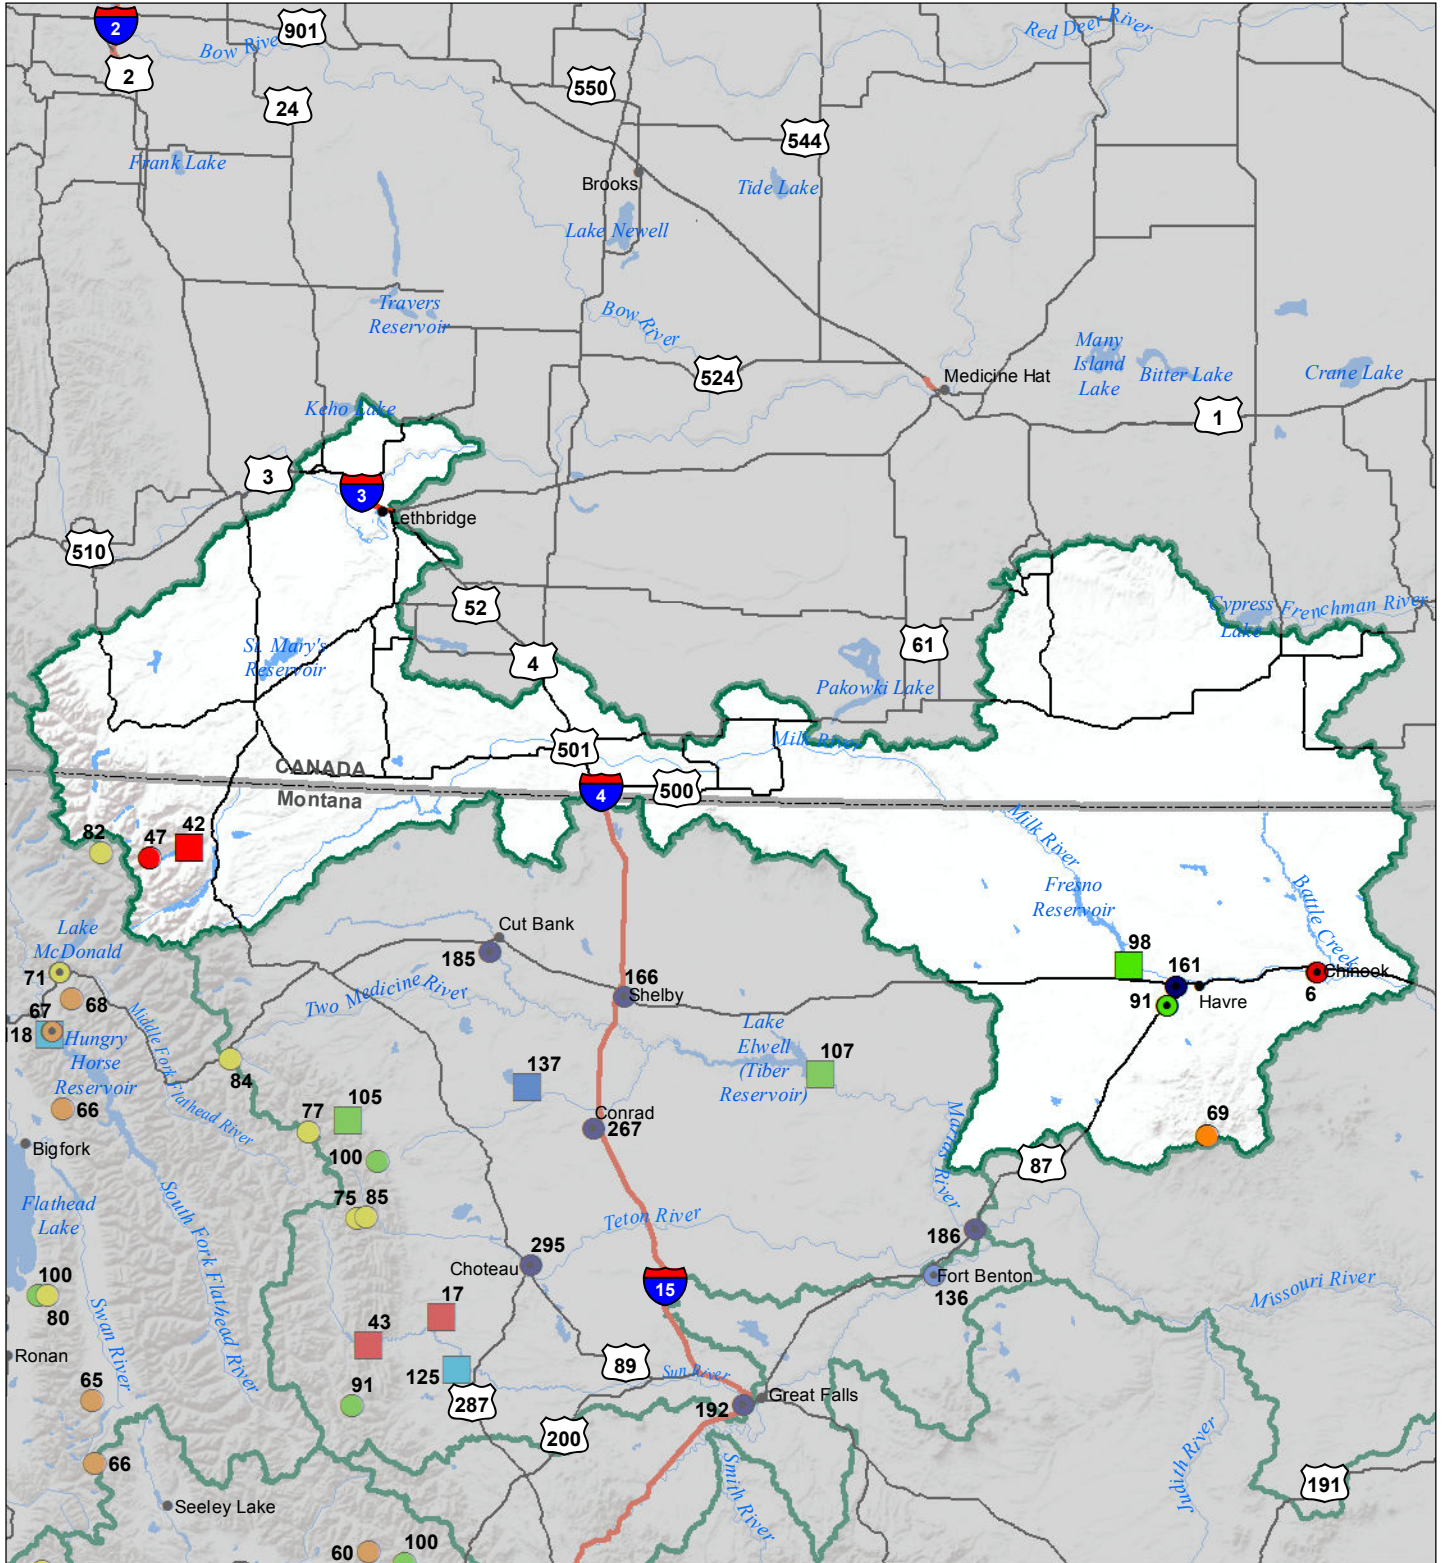 2
901
Bow Rive
Red Deer River
2
24
550
544
Frank Lake
Brooks
Tide Lake
Lake Newell
Travers
Reservoir
Bow River
524
Many
Island
Lake
Bitter Lake
Crane Lake
Medicine Hat
1
Keho Lake
3
3
Lethbridge
510
52
Cypress
Lake
Frenchman River
St. Mary's
Reservoir
4
61
Pakowki Lake
501
Milk River
CANADA
Montana
4
500
82
47
42
Milk River
Fresno
Reservoir
Battle Creek
Lake
McDonald
Cut Bank
185
98
161
Chinook
6
91
Havre
71
68
67
118
Hungry
Horse
Reservoir
Middle Fork Flathead River
Two Medicine River
166
Shelby
Lake
Elwell
(Tiber
Reservoir)
107
84
137
66
77
105
Conrad
267
69
Bigfork
100
Marias River
87
Flathead
Lake
South Fork Flathead River
75
85
Teton River
186
295
Choteau
15
Fort Benton
136
Missouri River
100
80
Swan River
17
43
Ronan
125
89
Sun River
65
91
287
192
Great Falls
200
66
Smith River
Judith River
191
Seeley Lake
60
100